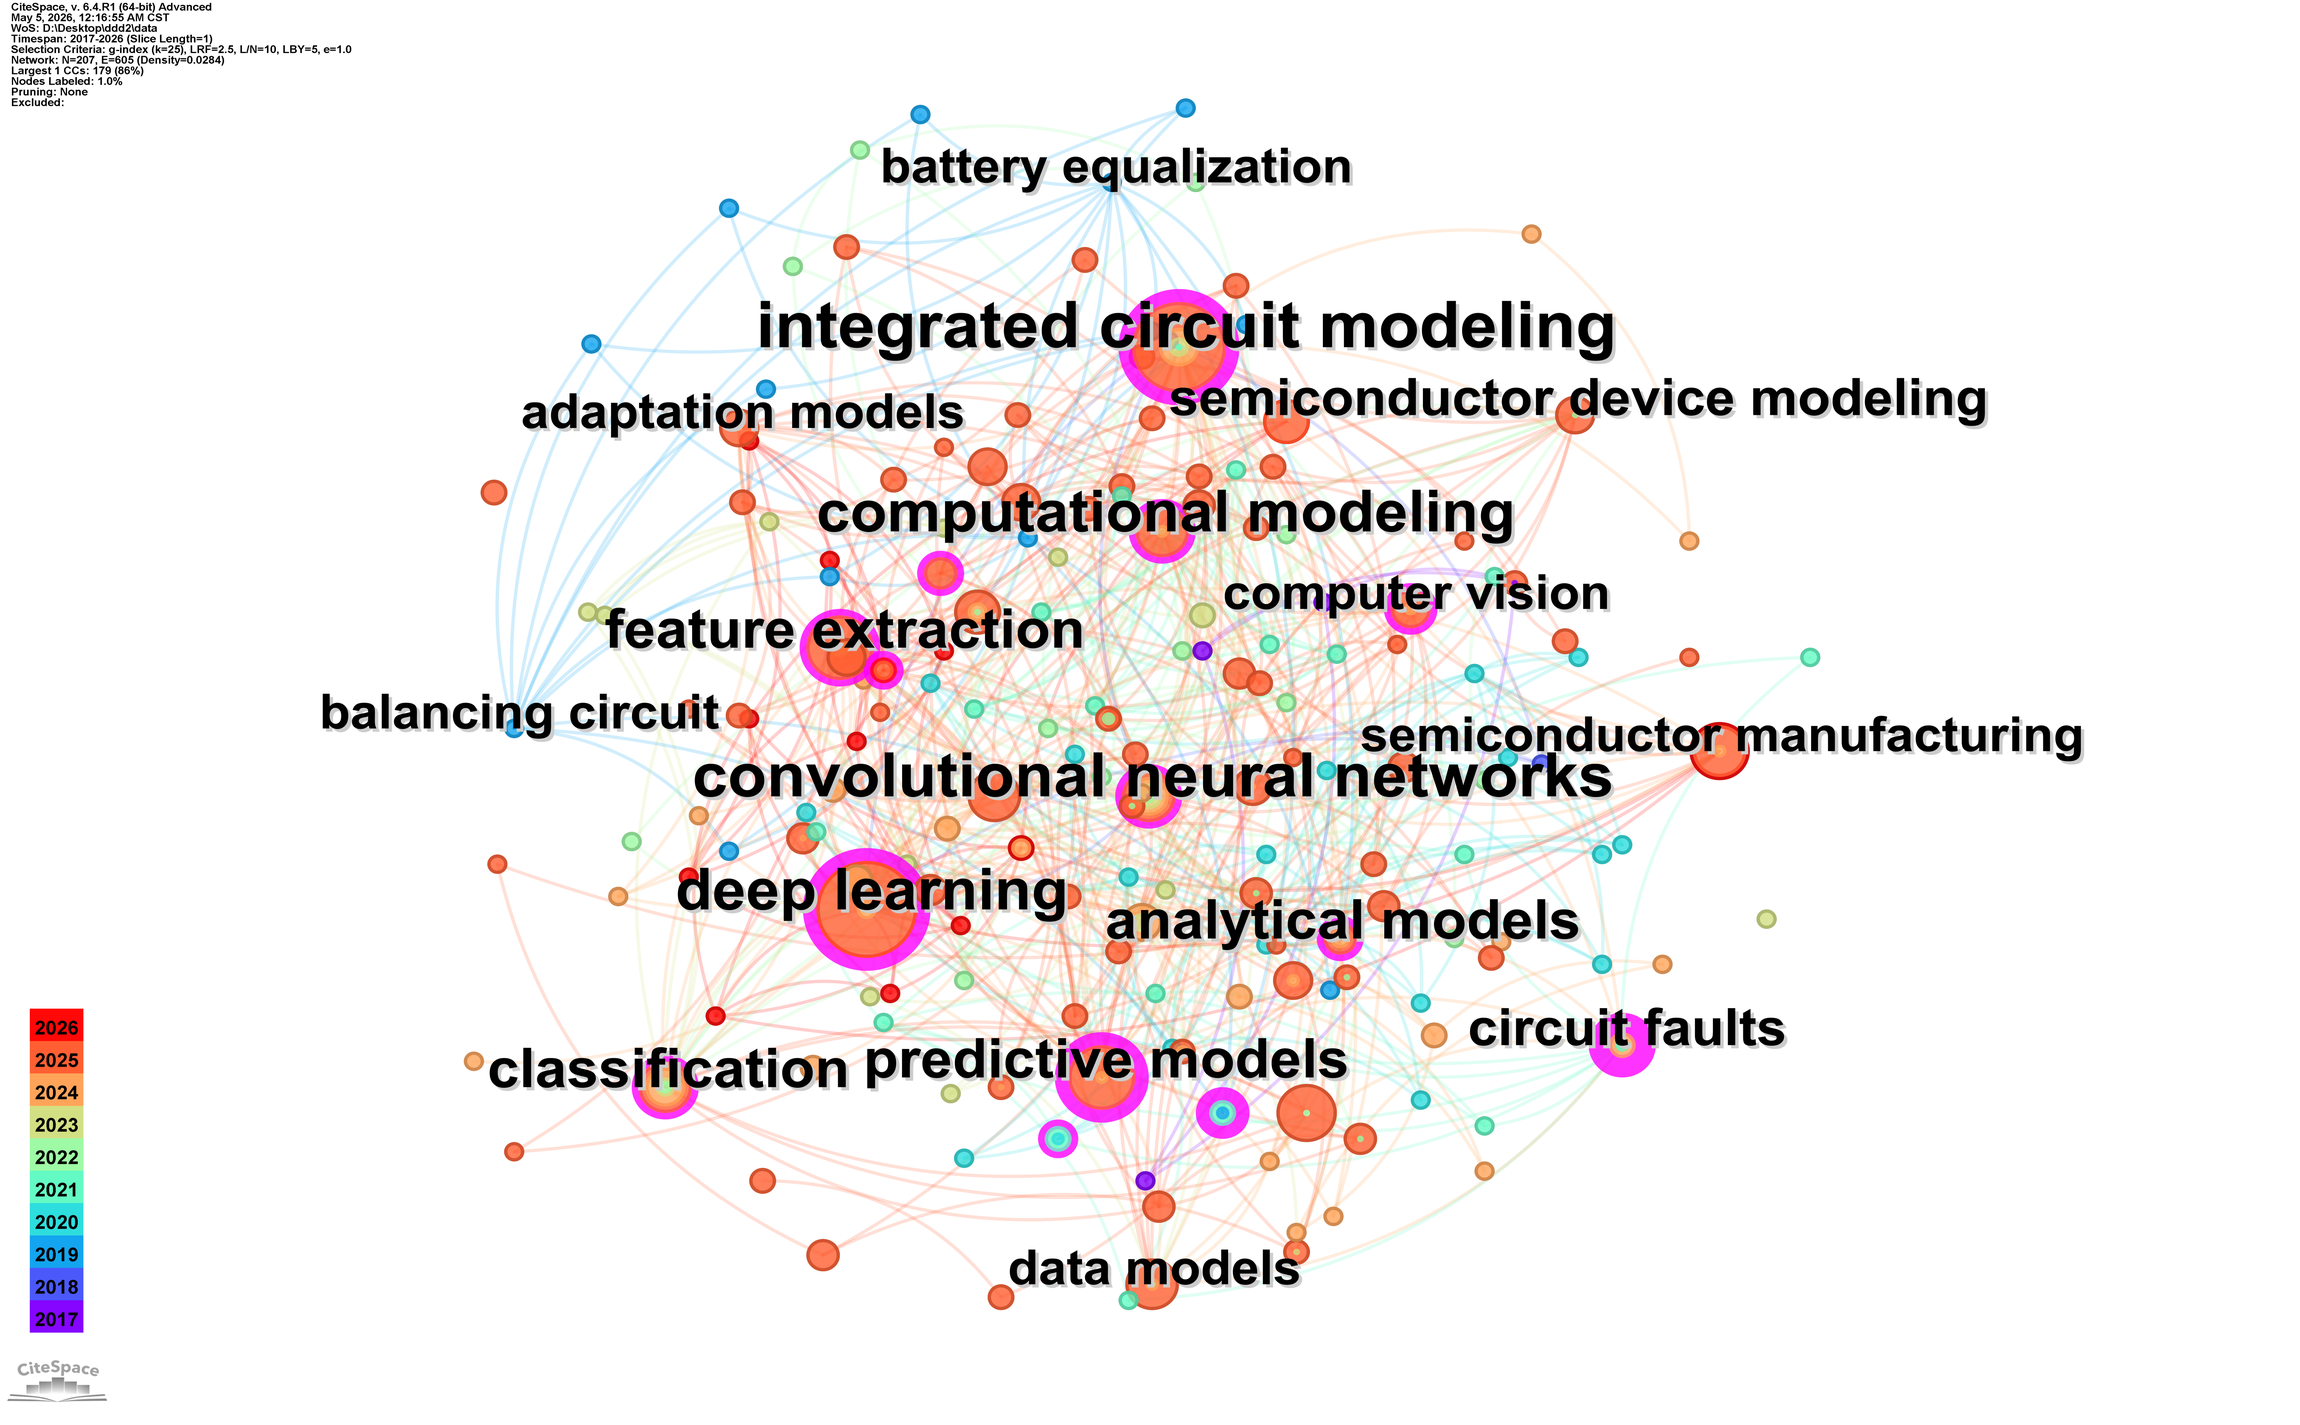 CiteSpace, v. 6.4.R1 (64-bit) Advanced
May 5, 2026, 12:16:55 AM CST
WoS: D:\Desktop\ddd2\data
Timespan: 2017-2026 (Slice Length=1)
Selection Criteria: g-index (k=25), LRF=2.5, L/N=10, LBY=5, e=1.0
Network: N=207, E=605 (Density=0.0284)
Largest 1 CCs: 179 (86%)
Nodes Labeled: 1.0%
Pruning: None
Excluded:
battery equalization
integrated circuit modeling
semiconductor device modeling
adaptation models
computational modeling
computer vision
feature extraction
balancing circuit
semiconductor manufacturing
convolutional neural networks
deep learning
analytical models
circuit faults
predictive models
classification
data models
2026
2025
2024
2023
2022
2021
2020
2019
2018
2017
CiteSpace